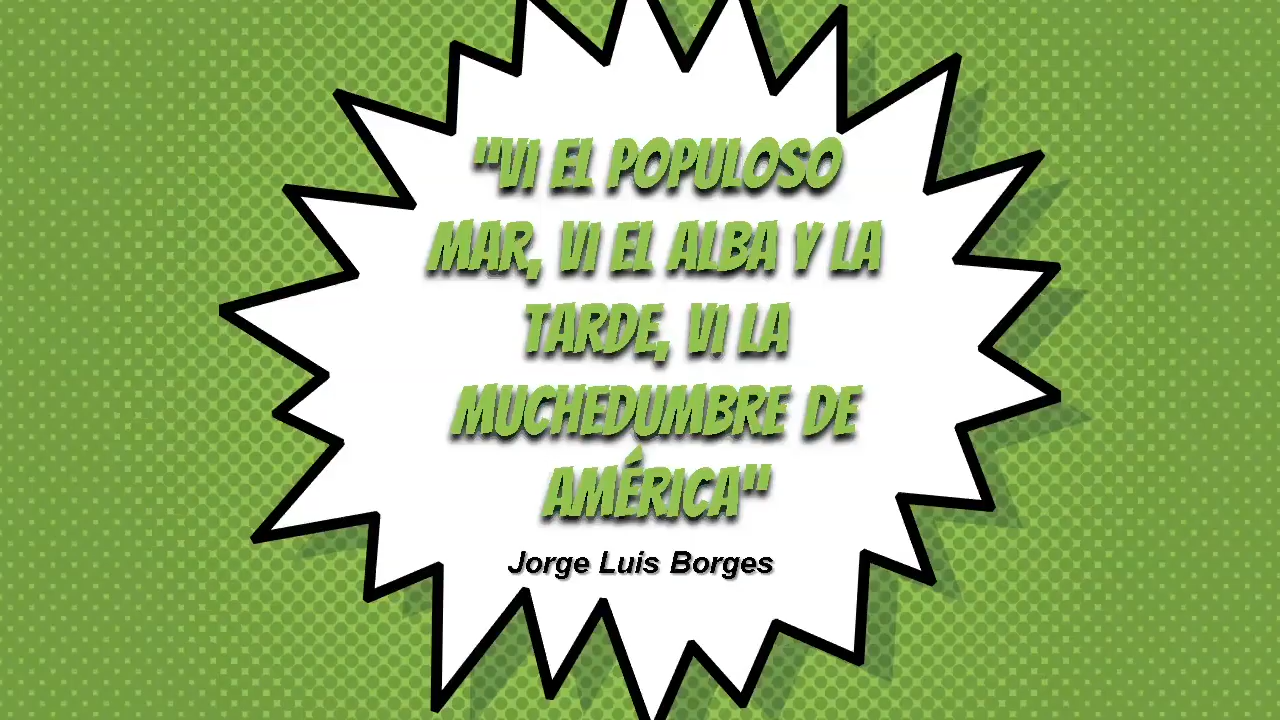 "VI EL POPULOSO
MAR, VI EL ALBA Y LA
TARDE, VI LA
MUCHEDUMBRE DE
AMÉRICA"
Jorge Luis Borges